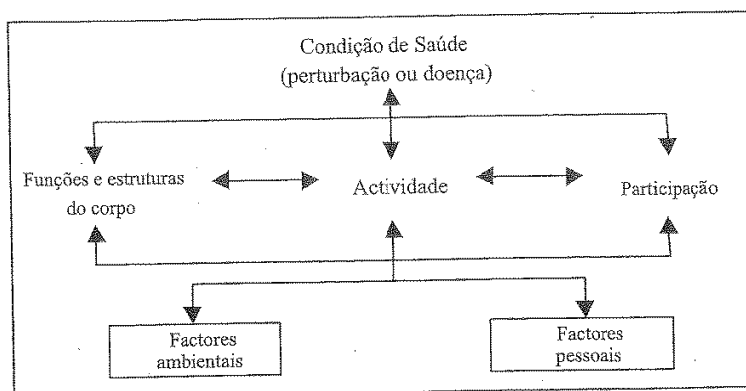 Condição de Saúde
(perturbação ou doença)
Funções e estruturas
do corpo
Actividade
Participação
Factores
ambientais
Factores
pessoais